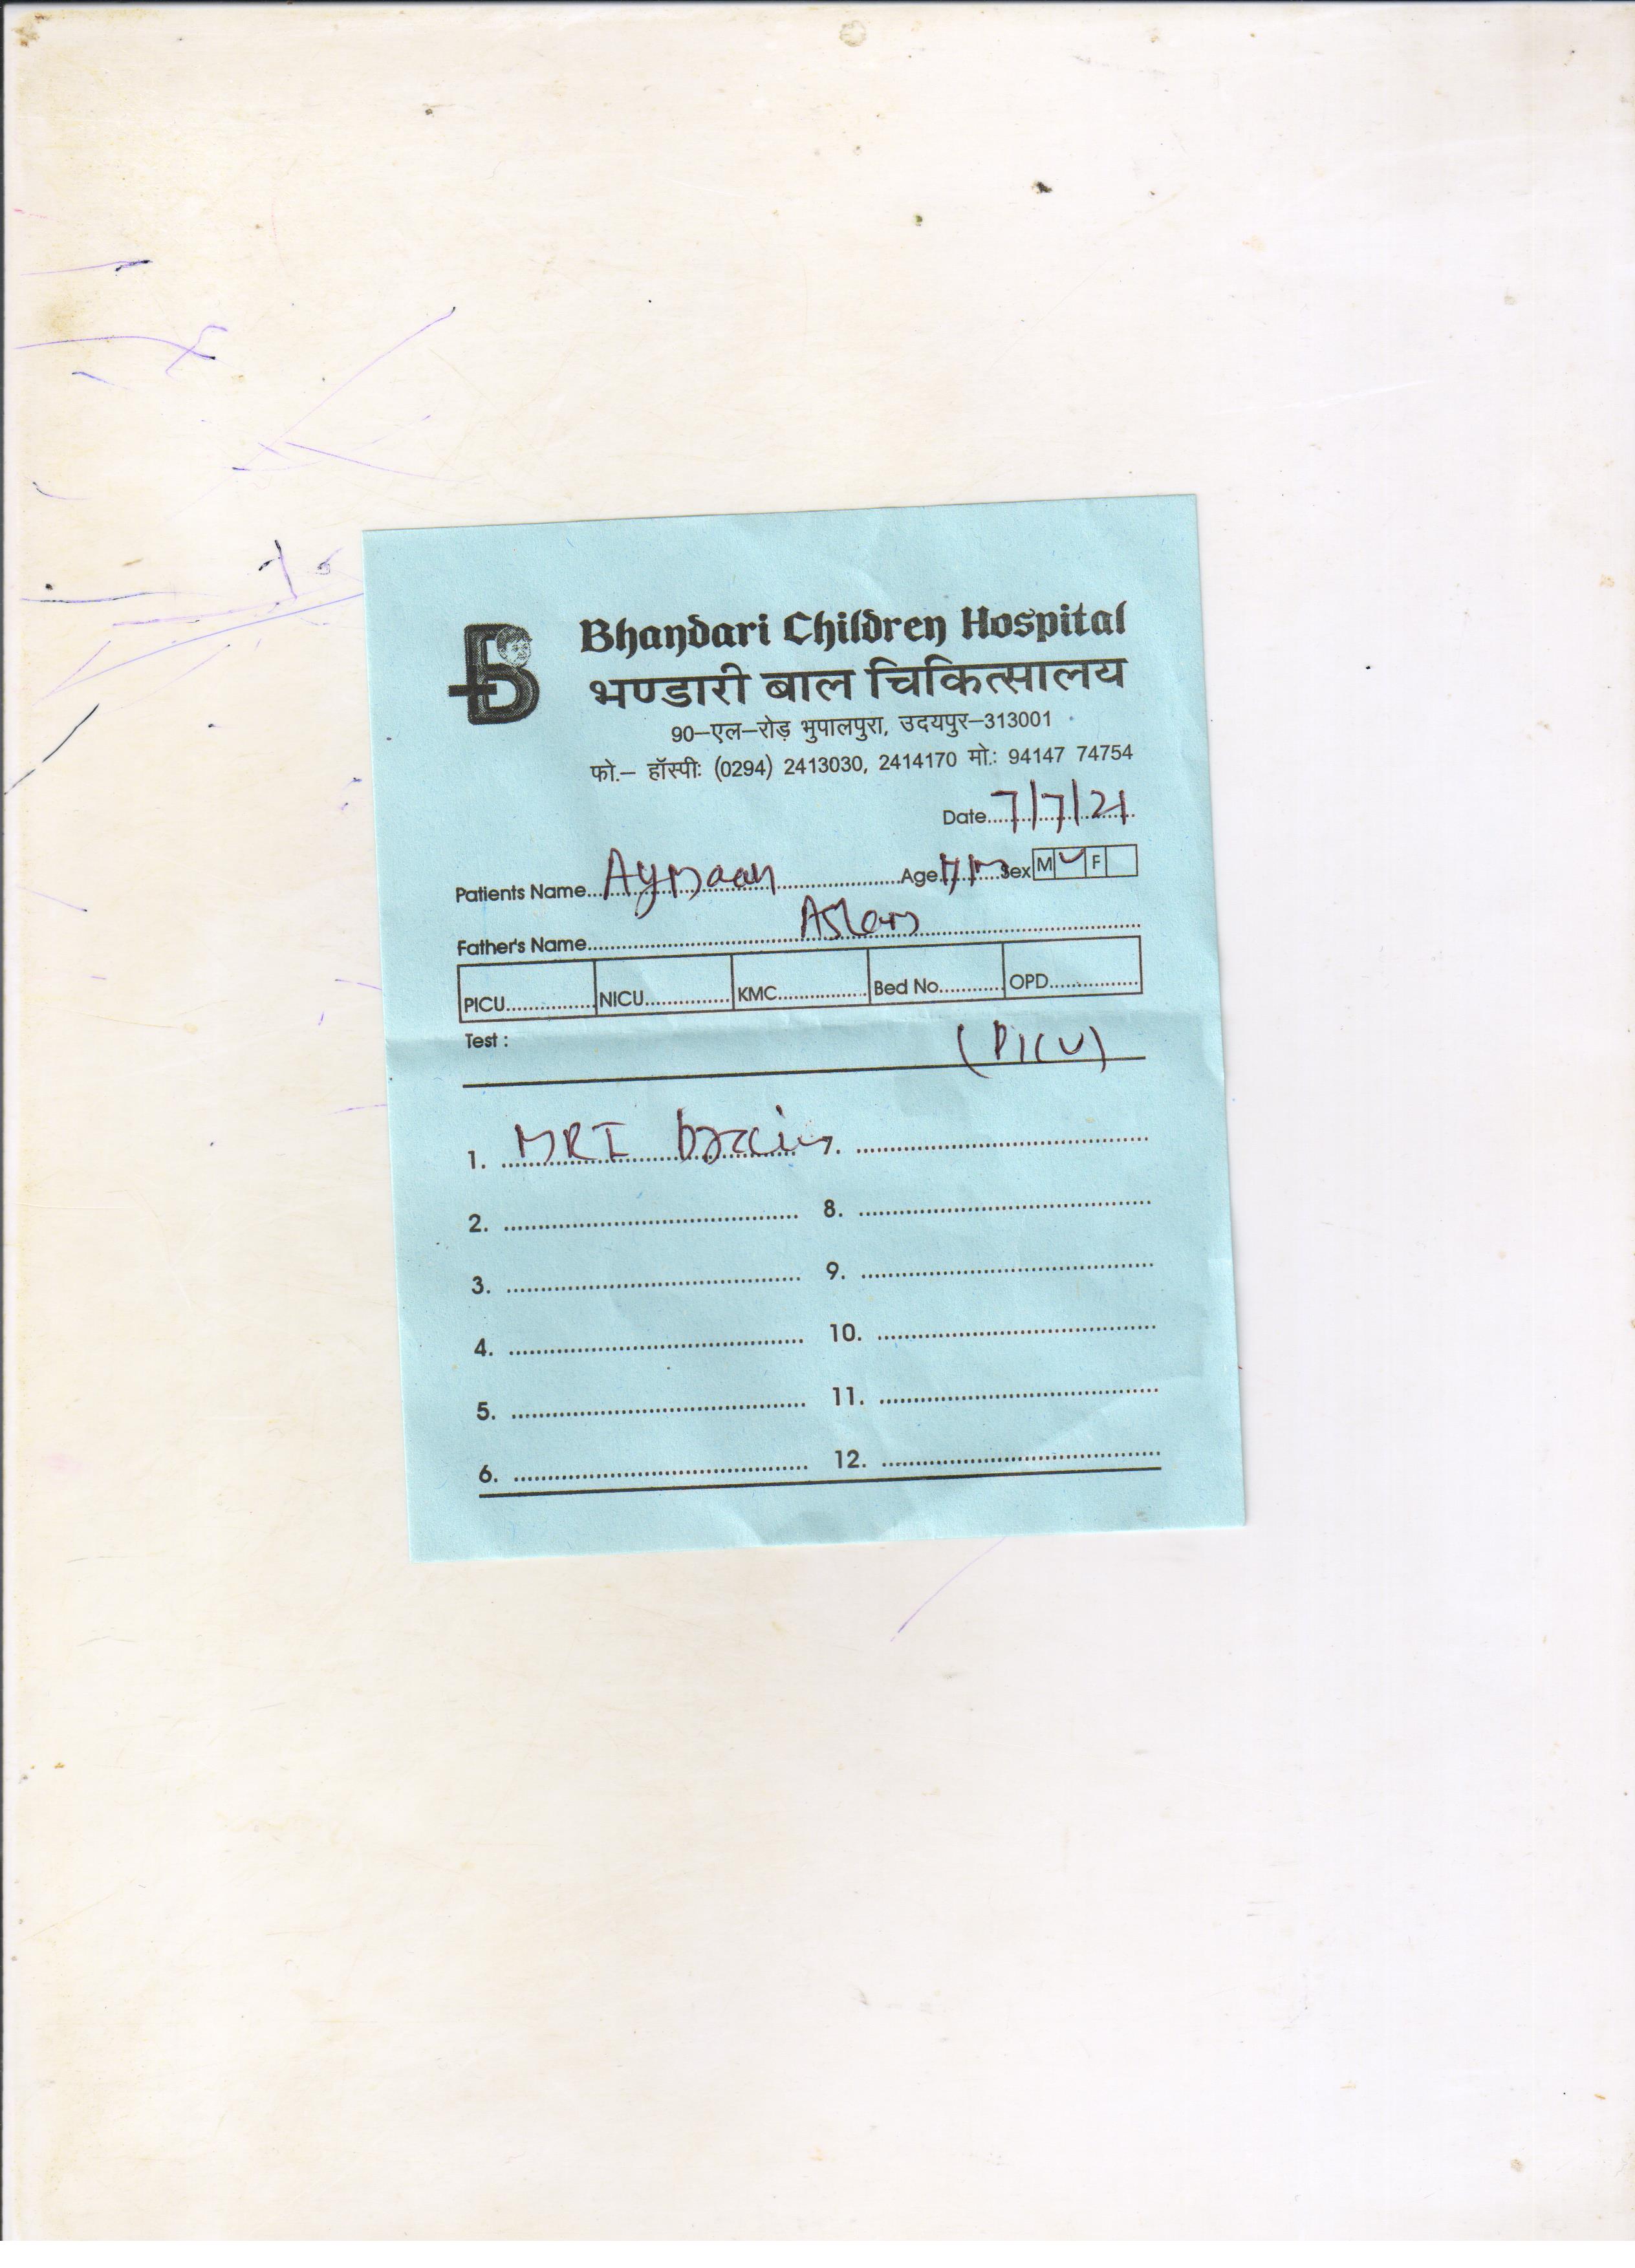 Bhandari Children Hospital
भण्डारी बाल चिकित्सालय
90–एल–रोड़ भुपालपुरा, उदयपुर–313001
फो.– हॉस्पीः (0294) 2413030, 2414170 मो.: 94147 74754
Date 7/7/21
Patients Name Aymaan Age Sex M ✓ F
Father's Name Aslam
PICU NICU KMC Bed No. OPD
Test : (PICU)
1. MRI brain 7.
2. 8.
3. 9.
4. 10.
5. 11.
6. 12.